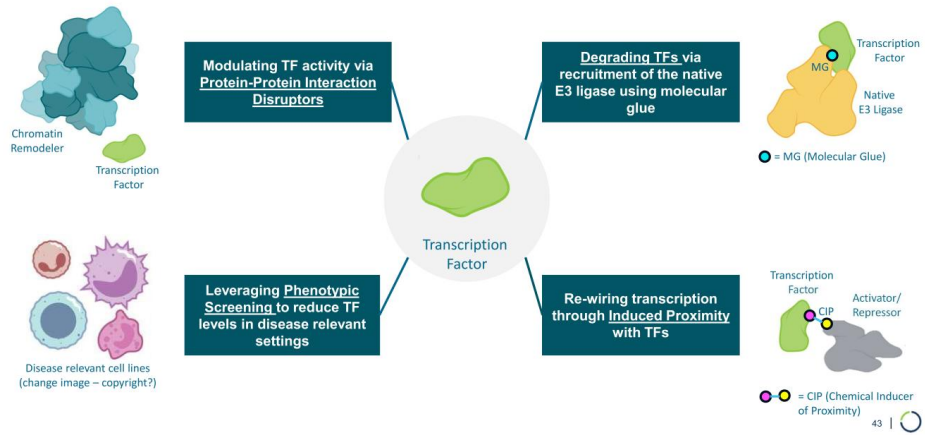 Modulating TF activity via
Protein-Protein Interaction
Disruptors
Chromatin
Remodeler
Transcription
Factor
Degrading TFs via
recruitment of the native
E3 ligase using molecular
glue
MG
Transcription
Factor
Native
E3 Ligase
= MG (Molecular Glue)
Transcription
Factor
Leveraging Phenotypic
Screening to reduce TF
levels in disease relevant
settings
Disease relevant cell lines
(change image – copyright?)
Re-wiring transcription
through Induced Proximity
with TFs
Transcription
Factor
CIP
Activator/
Repressor
= CIP (Chemical Inducer
of Proximity)
43 |